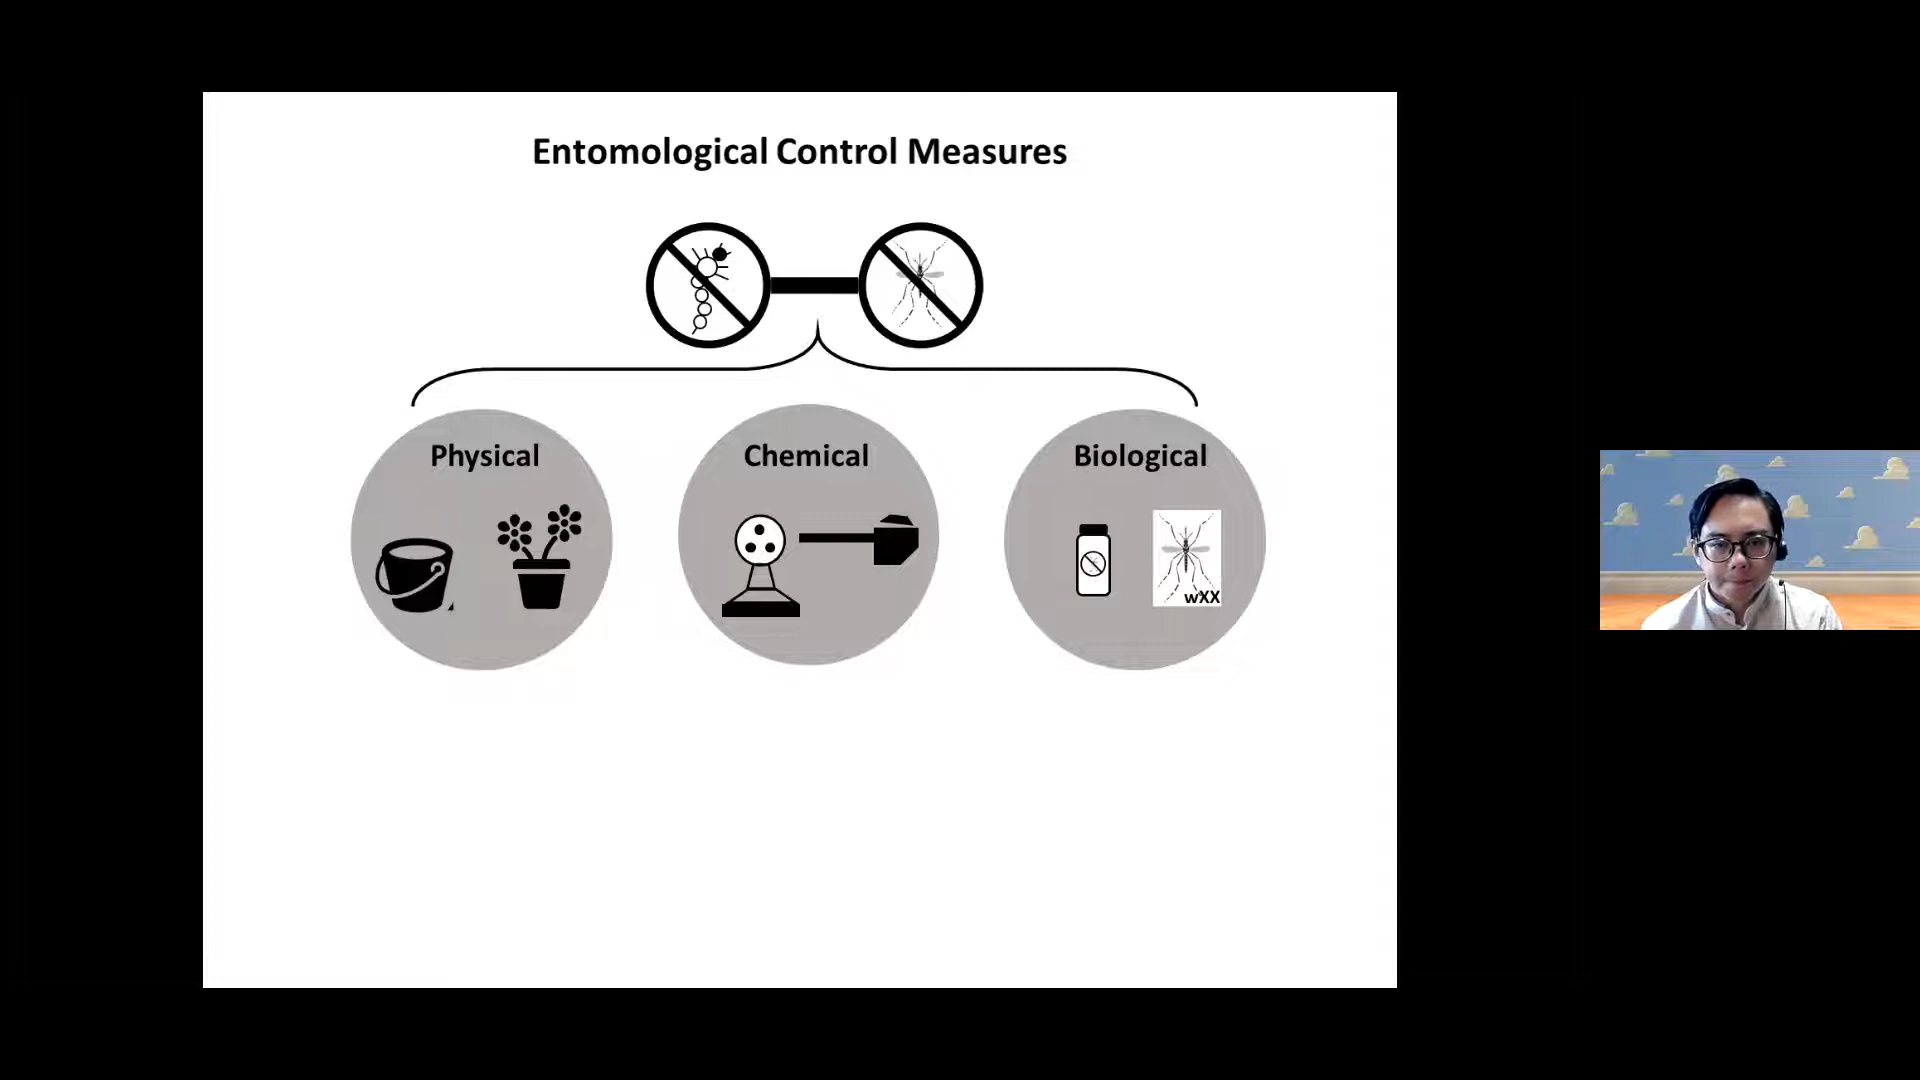 Entomological Control Measures
Physical
Chemical
Biological
wXX